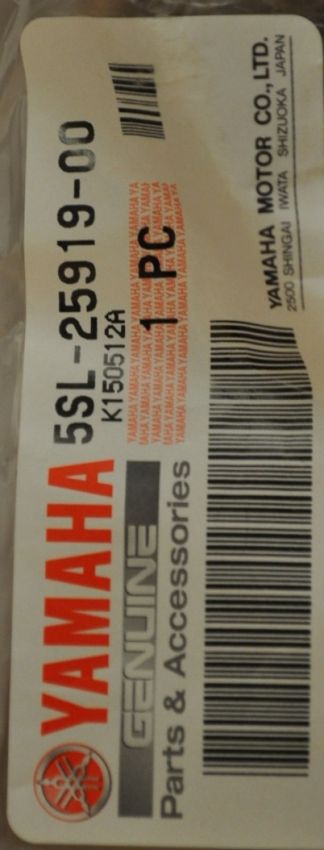 YAMAHA 5SL-25919-00
K150512A
GENUINE
Parts & Accessories
1 PC
YAMAHA MOTOR CO., LTD.
2500 SHINGAI IWATA SHIZUOKA JAPAN